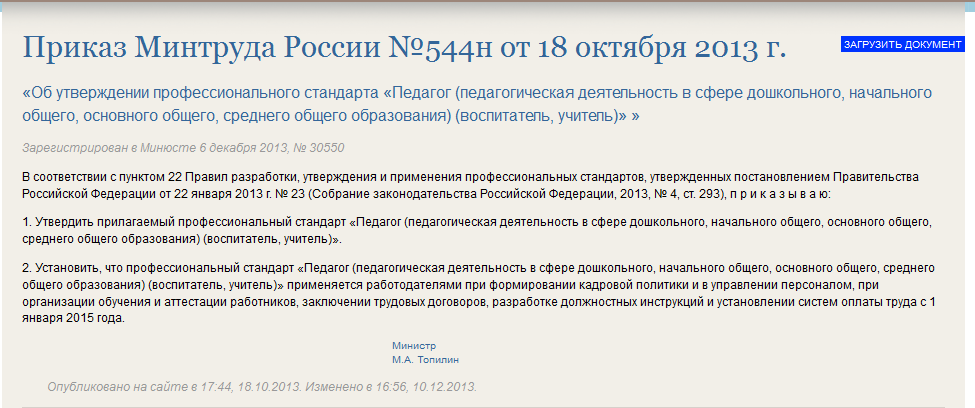 Приказ Минтруда России №544н от 18 октября 2013 г.
ЗАГРУЗИТЬ ДОКУМЕНТ
«Об утверждении профессионального стандарта «Педагог (педагогическая деятельность в сфере дошкольного, начального
общего, основного общего, среднего общего образования) (воспитатель, учитель)» »
Зарегистрирован в Минюсте 6 декабря 2013, № 30550
В соответствии с пунктом 22 Правил разработки, утверждения и применения профессиональных стандартов, утвержденных постановлением Правительства
Российской Федерации от 22 января 2013 г. № 23 (Собрание законодательства Российской Федерации, 2013, № 4, ст. 293), п р и к а з ы в а ю:
1. Утвердить прилагаемый профессиональный стандарт «Педагог (педагогическая деятельность в сфере дошкольного, начального общего, основного общего,
среднего общего образования) (воспитатель, учитель)».
2. Установить, что профессиональный стандарт «Педагог (педагогическая деятельность в сфере дошкольного, начального общего, основного общего, среднего
общего образования) (воспитатель, учитель)» применяется работодателями при формировании кадровой политики и в управлении персоналом, при
организации обучения и аттестации работников, заключении трудовых договоров, разработке должностных инструкций и установлении систем оплаты труда с 1
января 2015 года.
Министр
М.А. Топилин
Опубликовано на сайте в 17:44, 18.10.2013. Изменено в 16:56, 10.12.2013.